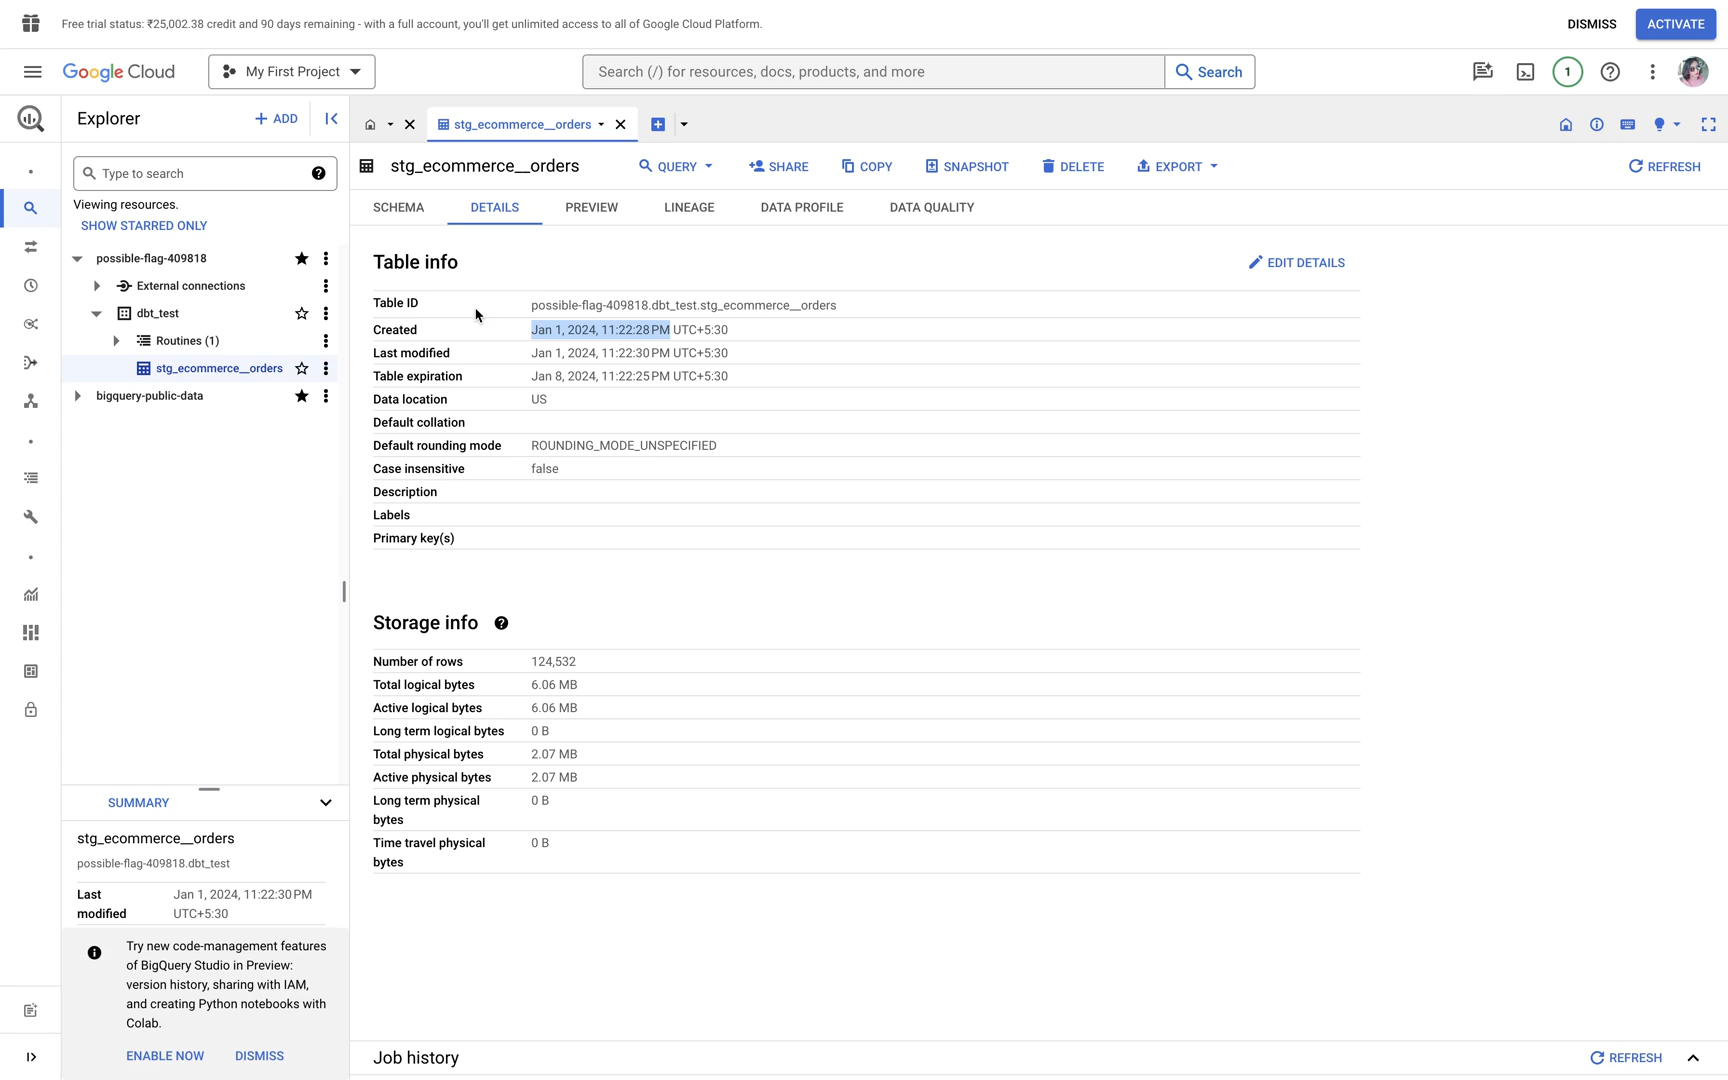 Free trial status: ₹25,002.38 credit and 90 days remaining - with a full account, you'll get unlimited access to all of Google Cloud Platform.
DISMISS
ACTIVATE
Google Cloud
My First Project
Search (/) for resources, docs, products, and more
Search
1
Explorer
+ ADD
stg_ecommerce__orders
stg_ecommerce__orders
QUERY
SHARE
COPY
SNAPSHOT
DELETE
EXPORT
REFRESH
Type to search
Viewing resources.
SHOW STARRED ONLY
possible-flag-409818
External connections
dbt_test
Routines (1)
stg_ecommerce__orders
bigquery-public-data
SCHEMA
DETAILS
PREVIEW
LINEAGE
DATA PROFILE
DATA QUALITY
Table info
EDIT DETAILS
Table ID possible-flag-409818.dbt_test.stg_ecommerce__orders
Created Jan 1, 2024, 11:22:28 PM UTC+5:30
Last modified Jan 1, 2024, 11:22:30 PM UTC+5:30
Table expiration Jan 8, 2024, 11:22:25 PM UTC+5:30
Data location US
Default collation
Default rounding mode ROUNDING_MODE_UNSPECIFIED
Case insensitive false
Description
Labels
Primary key(s)
Storage info
Number of rows 124,532
Total logical bytes 6.06 MB
Active logical bytes 6.06 MB
Long term logical bytes 0 B
Total physical bytes 2.07 MB
Active physical bytes 2.07 MB
Long term physical 0 B
bytes
Time travel physical 0 B
bytes
SUMMARY
stg_ecommerce__orders
possible-flag-409818.dbt_test
Last Jan 1, 2024, 11:22:30 PM
modified UTC+5:30
Try new code-management features
of BigQuery Studio in Preview:
version history, sharing with IAM,
and creating Python notebooks with
Colab.
ENABLE NOW
DISMISS
Job history
REFRESH